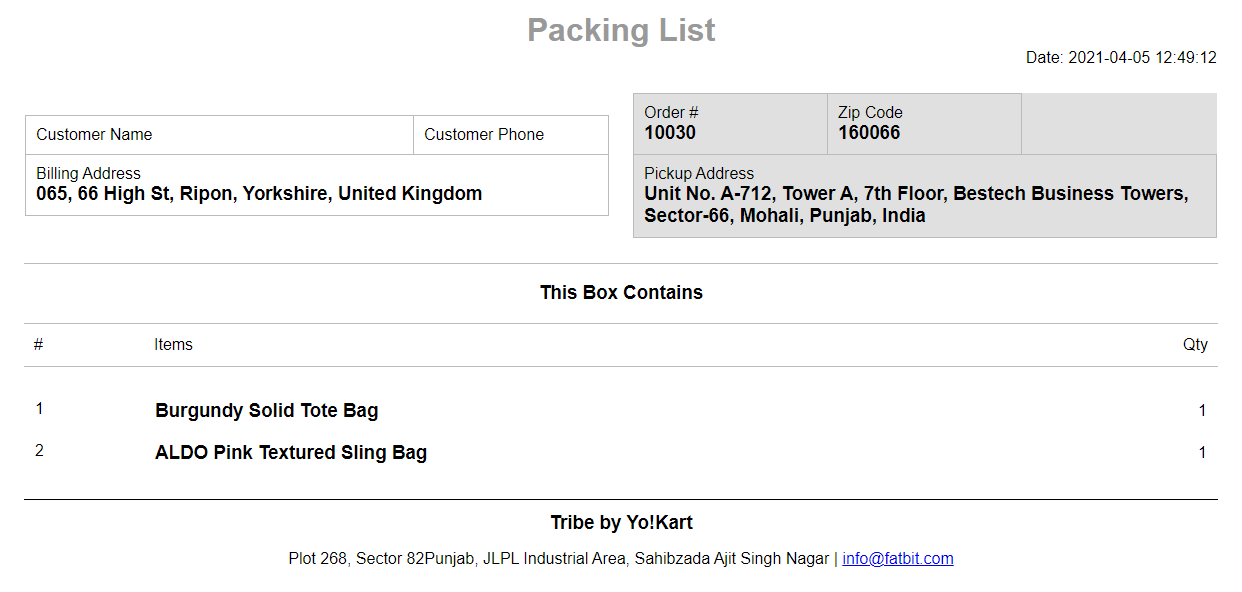 Packing List
Date: 2021-04-05 12:49:12
Customer Name
Customer Phone
Billing Address
065, 66 High St, Ripon, Yorkshire, United Kingdom
Order #
10030
Zip Code
160066
Pickup Address
Unit No. A-712, Tower A, 7th Floor, Bestech Business Towers,
Sector-66, Mohali, Punjab, India
This Box Contains
# Items Qty
1 Burgundy Solid Tote Bag 1
2 ALDO Pink Textured Sling Bag 1
Tribe by Yo!Kart
Plot 268, Sector 82Punjab, JLPL Industrial Area, Sahibzada Ajit Singh Nagar | info@fatbit.com